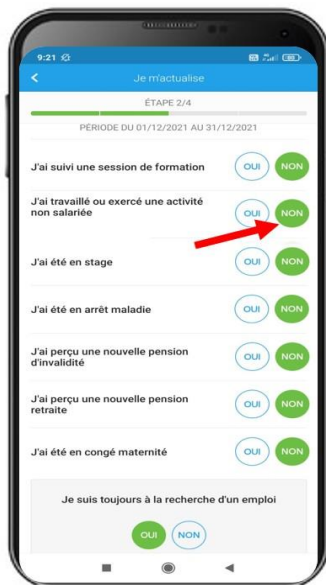 9:21
Je m'actualise
ÉTAPE 2/4
PÉRIODE DU 01/12/2021 AU 31/12/2021
J'ai suivi une session de formation OUI NON
J'ai travaillé ou exercé une activité
non salariée OUI NON
J'ai été en stage OUI NON
J'ai été en arrêt maladie OUI NON
J'ai perçu une nouvelle pension
d'invalidité OUI NON
J'ai perçu une nouvelle pension
retraite OUI NON
J'ai été en congé maternité OUI NON
Je suis toujours à la recherche d'un emploi
OUI NON